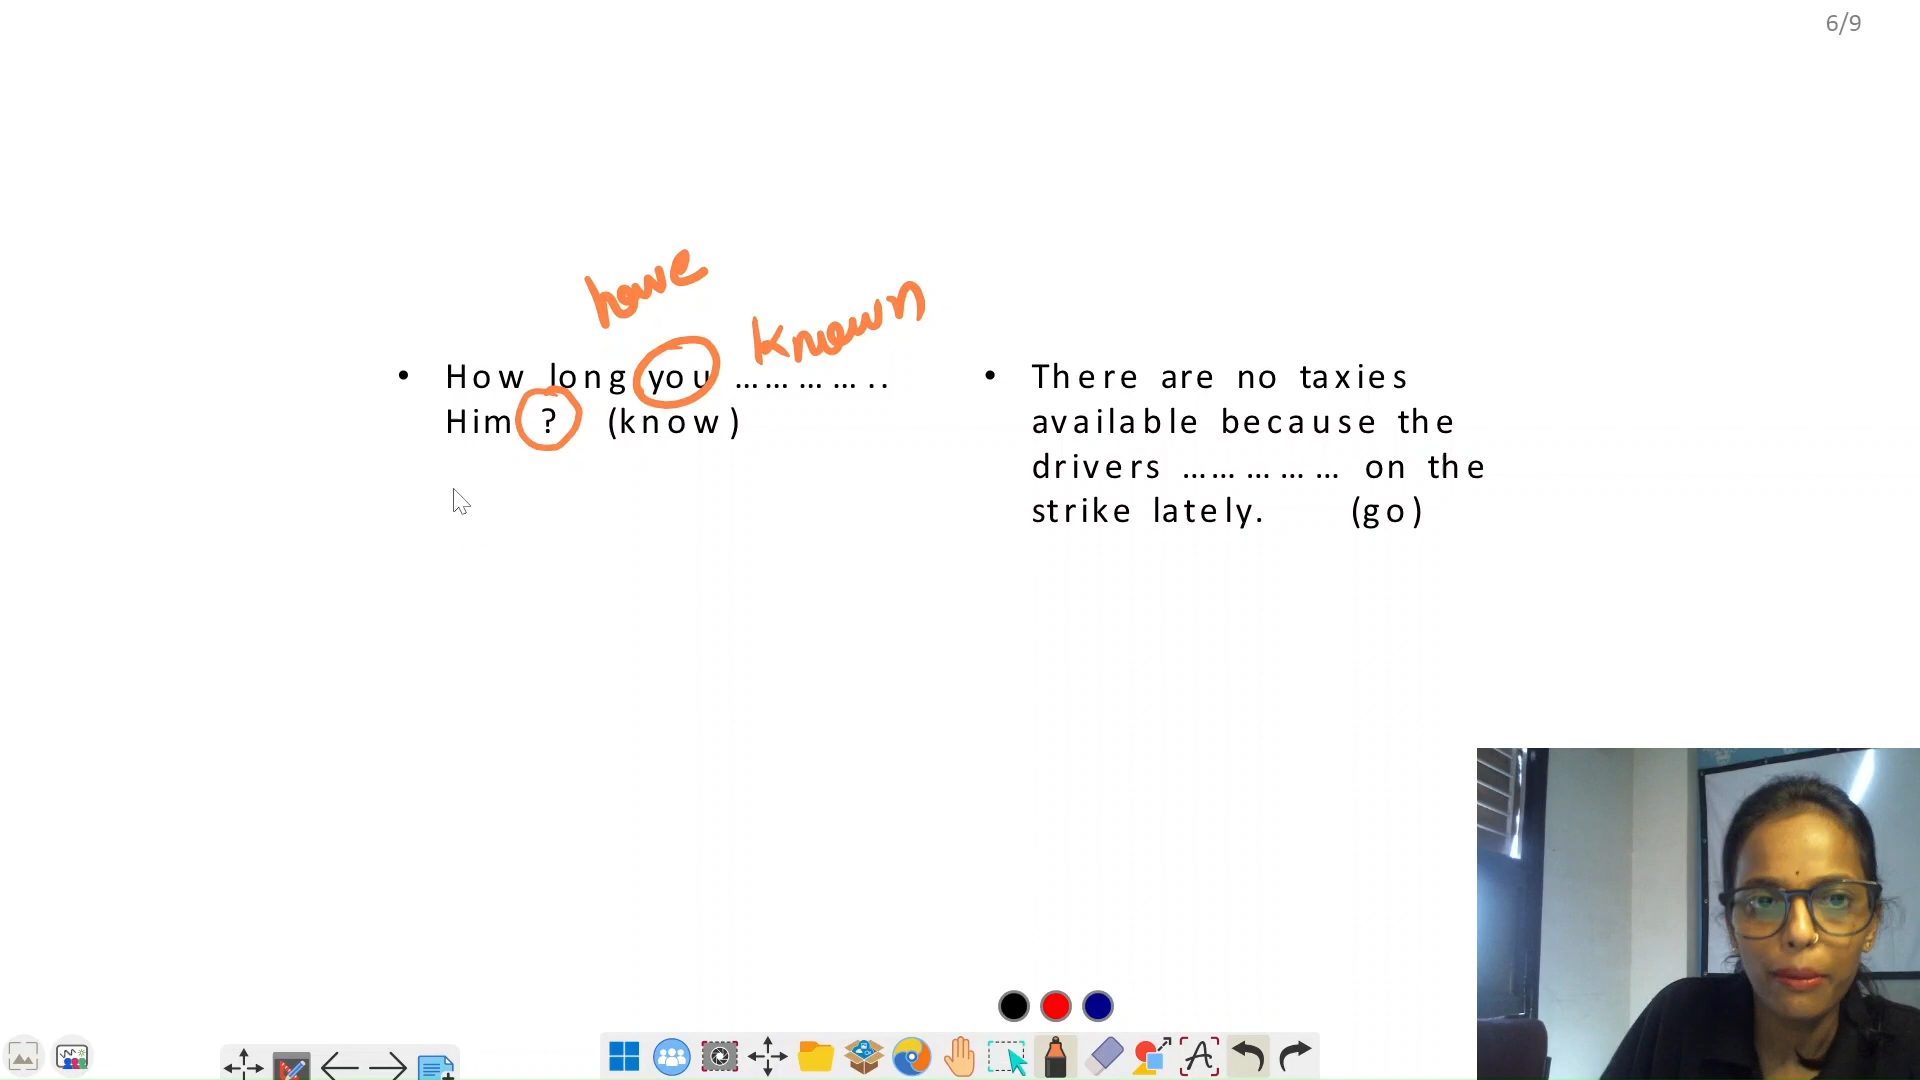 6/9
have
known
• How long you ... ... ... ... ..
Him ? (know)
• There are no taxies
available because the
drivers ... ... ... ... ... on the
strike lately. (go)